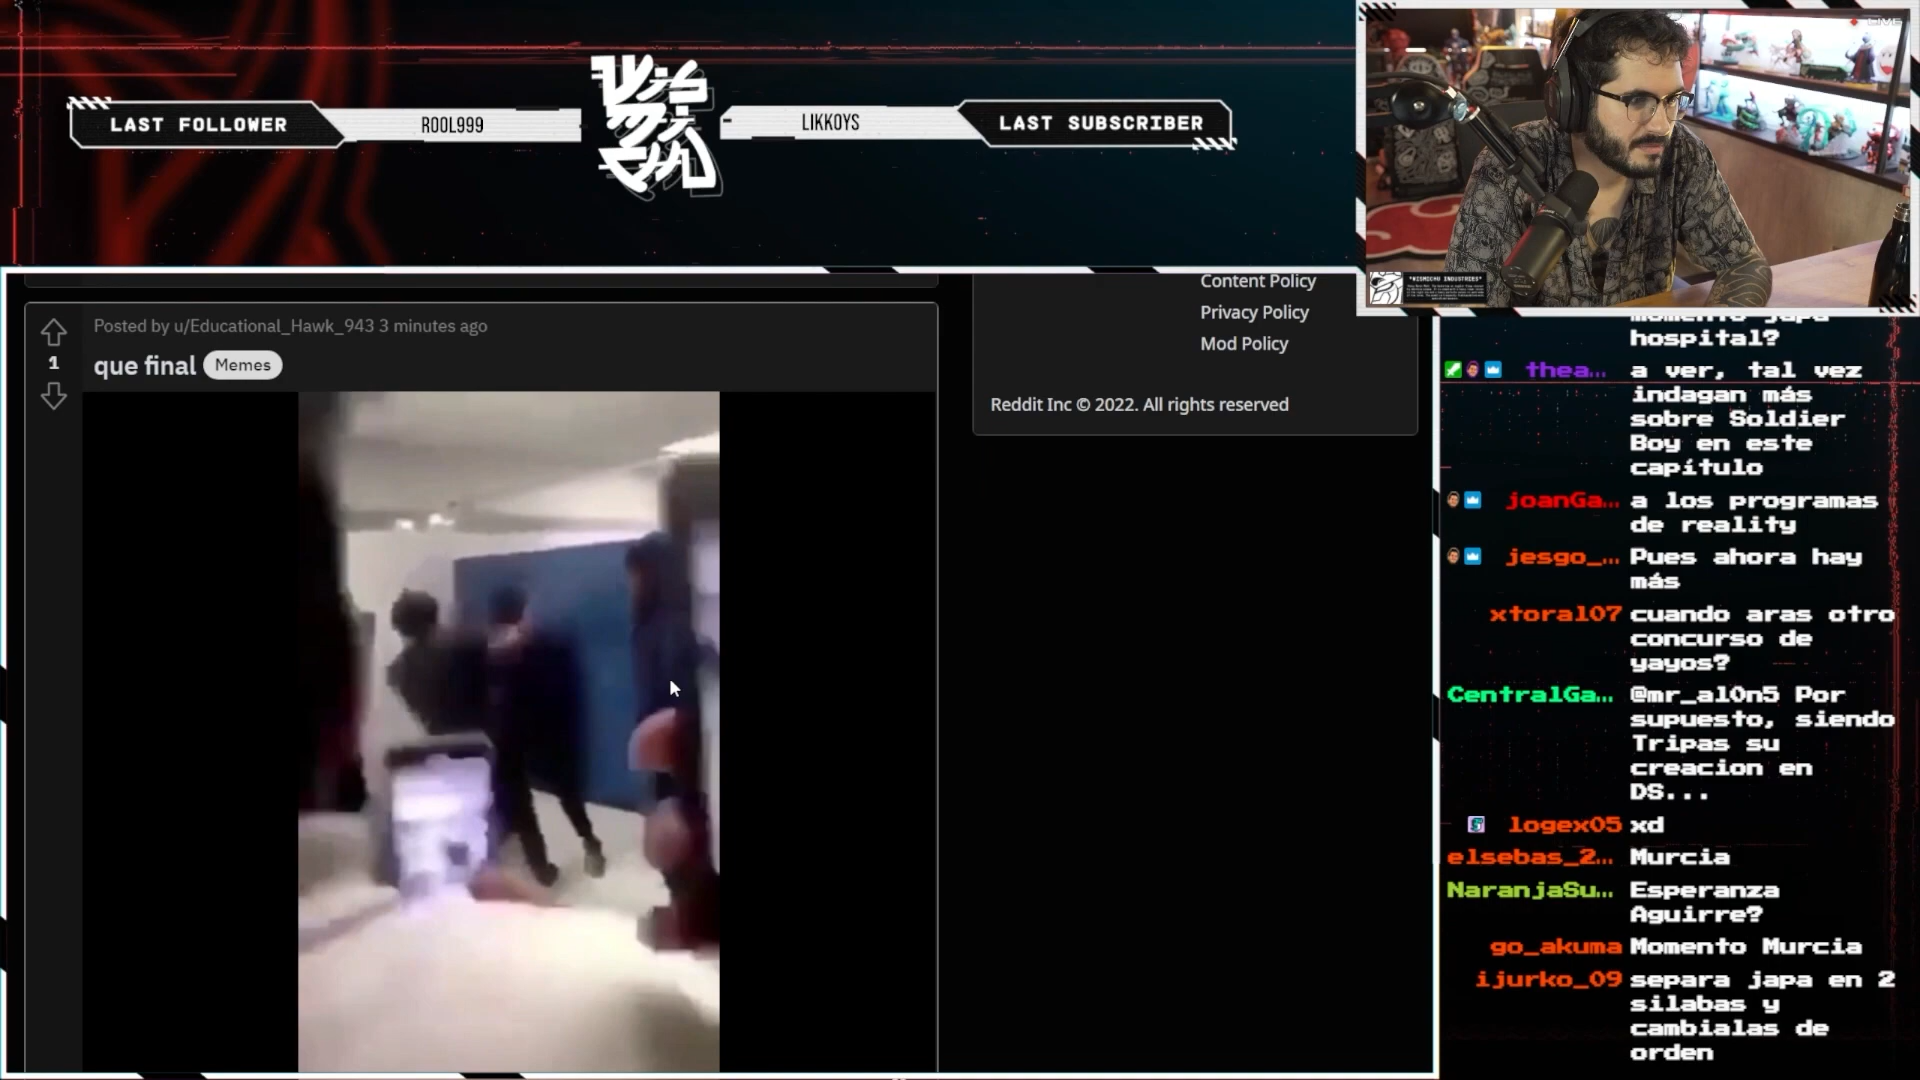 LAST FOLLOWER
ROOL999
LIKKOYS
LAST SUBSCRIBER
LIVE
*WISMICHU INDUSTRIES*
Content Policy
Privacy Policy
Mod Policy
Reddit Inc © 2022. All rights reserved
Posted by u/Educational_Hawk_943 3 minutes ago
1
que final Memes
hospital?
thea... a ver, tal vez
indagan más
sobre Soldier
Boy en este
capítulo
joanGa... a los programas
de reality
jesgo_... Pues ahora hay
más
xtoral07 cuando aras otro
concurso de
yayos?
CentralGa... @mr_al0n5 Por
supuesto, siendo
Tripas su
creacion en
DS...
logex05 xd
elsebas_2... Murcia
NaranjaSu... Esperanza
Aguirre?
go_akuma Momento Murcia
ijurko_09 separa japa en 2
silabas y
cambialas de
orden